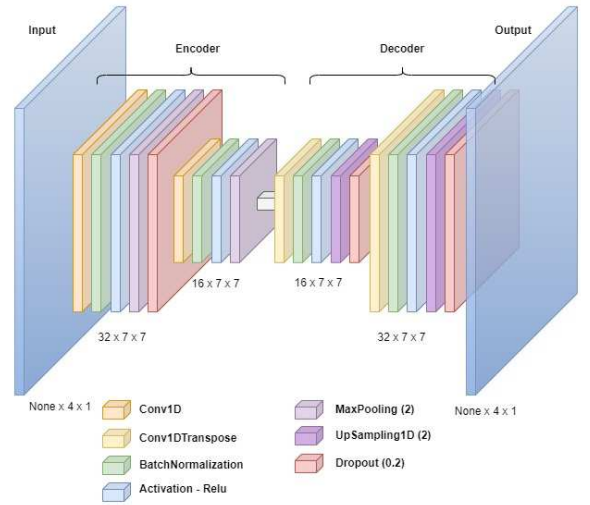 Input
Encoder
Decoder
Output
16 x 7 x 7
16 x 7 x 7
32 x 7 x 7
32 x 7 x 7
None x 4 x 1
None x 4 x 1
Conv1D
Conv1DTranspose
BatchNormalization
Activation - Relu
MaxPooling (2)
UpSampling1D (2)
Dropout (0.2)